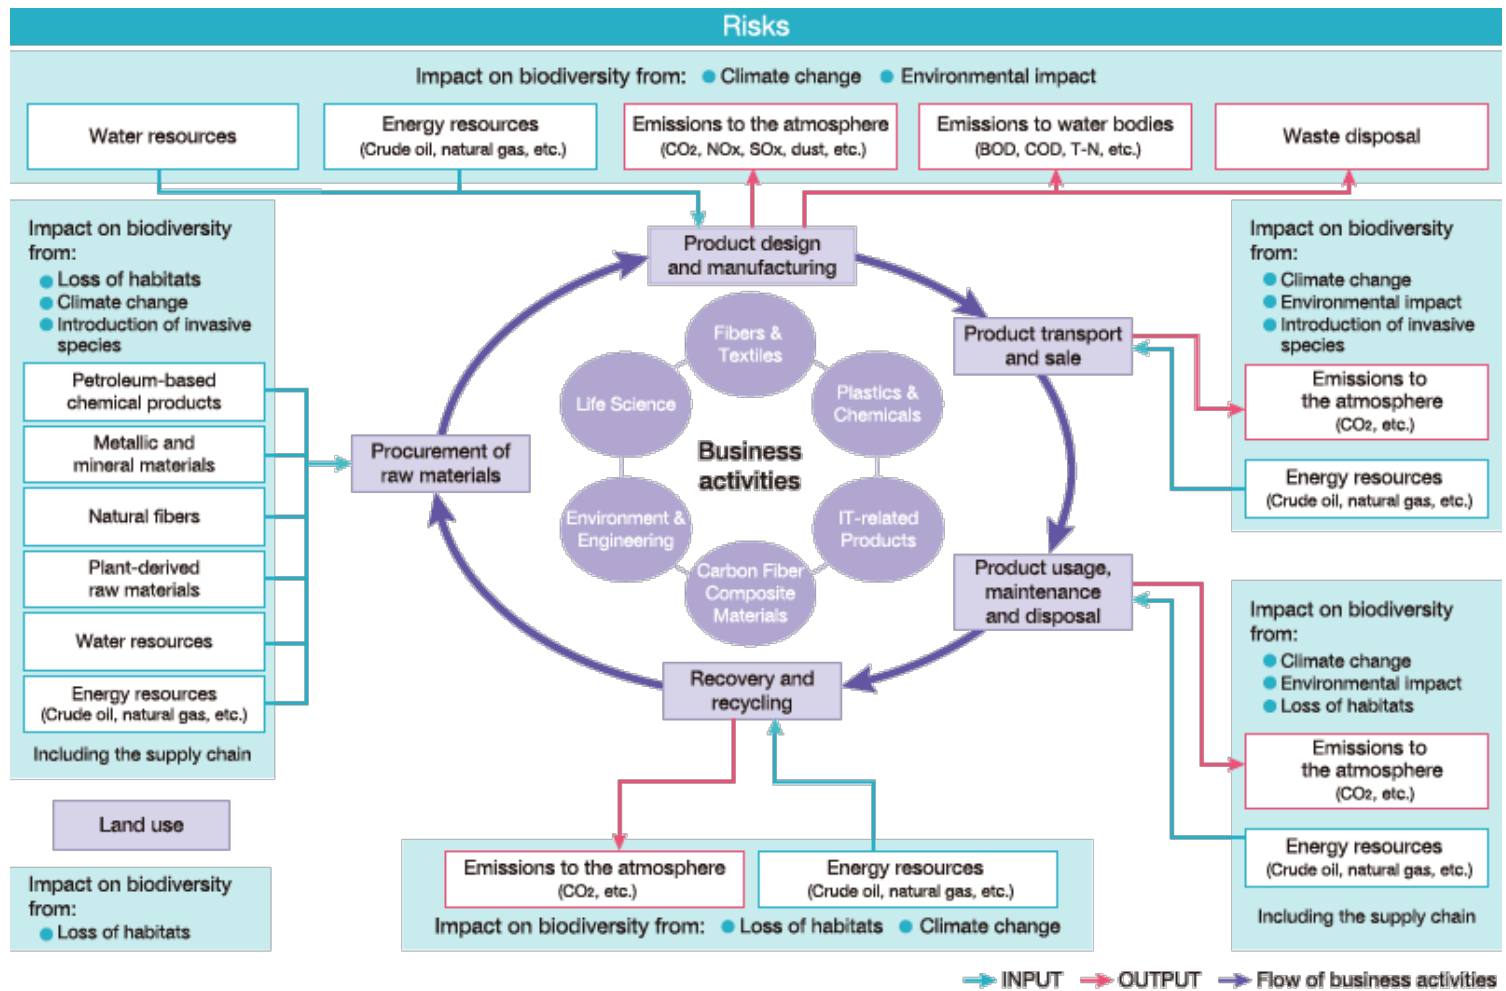 Risks
Impact on biodiversity from: ● Climate change ● Environmental impact
Water resources
Energy resources
(Crude oil, natural gas, etc.)
Emissions to the atmosphere
(CO₂, NOx, SOx, dust, etc.)
Emissions to water bodies
(BOD, COD, T-N, etc.)
Waste disposal
Impact on biodiversity
from:
● Loss of habitats
● Climate change
● Introduction of invasive
species
Petroleum-based
chemical products
Metallic and
mineral materials
Natural fibers
Plant-derived
raw materials
Water resources
Energy resources
(Crude oil, natural gas, etc.)
Including the supply chain
Land use
Impact on biodiversity
from:
● Loss of habitats
Product design
and manufacturing
Product transport
and sale
Product usage,
maintenance
and disposal
Recovery and
recycling
Procurement of
raw materials
Business
activities
Fibers &
Textiles
Plastics &
Chemicals
IT-related
Products
Carbon Fiber
Composite
Materials
Environment &
Engineering
Life Science
Impact on biodiversity
from:
● Climate change
● Environmental impact
● Introduction of invasive
species
Emissions to
the atmosphere
(CO₂, etc.)
Energy resources
(Crude oil, natural gas, etc.)
Impact on biodiversity
from:
● Climate change
● Environmental impact
● Loss of habitats
Emissions to
the atmosphere
(CO₂, etc.)
Energy resources
(Crude oil, natural gas, etc.)
Including the supply chain
Emissions to the atmosphere
(CO₂, etc.)
Energy resources
(Crude oil, natural gas, etc.)
Impact on biodiversity from: ● Loss of habitats ● Climate change
INPUT OUTPUT Flow of business activities